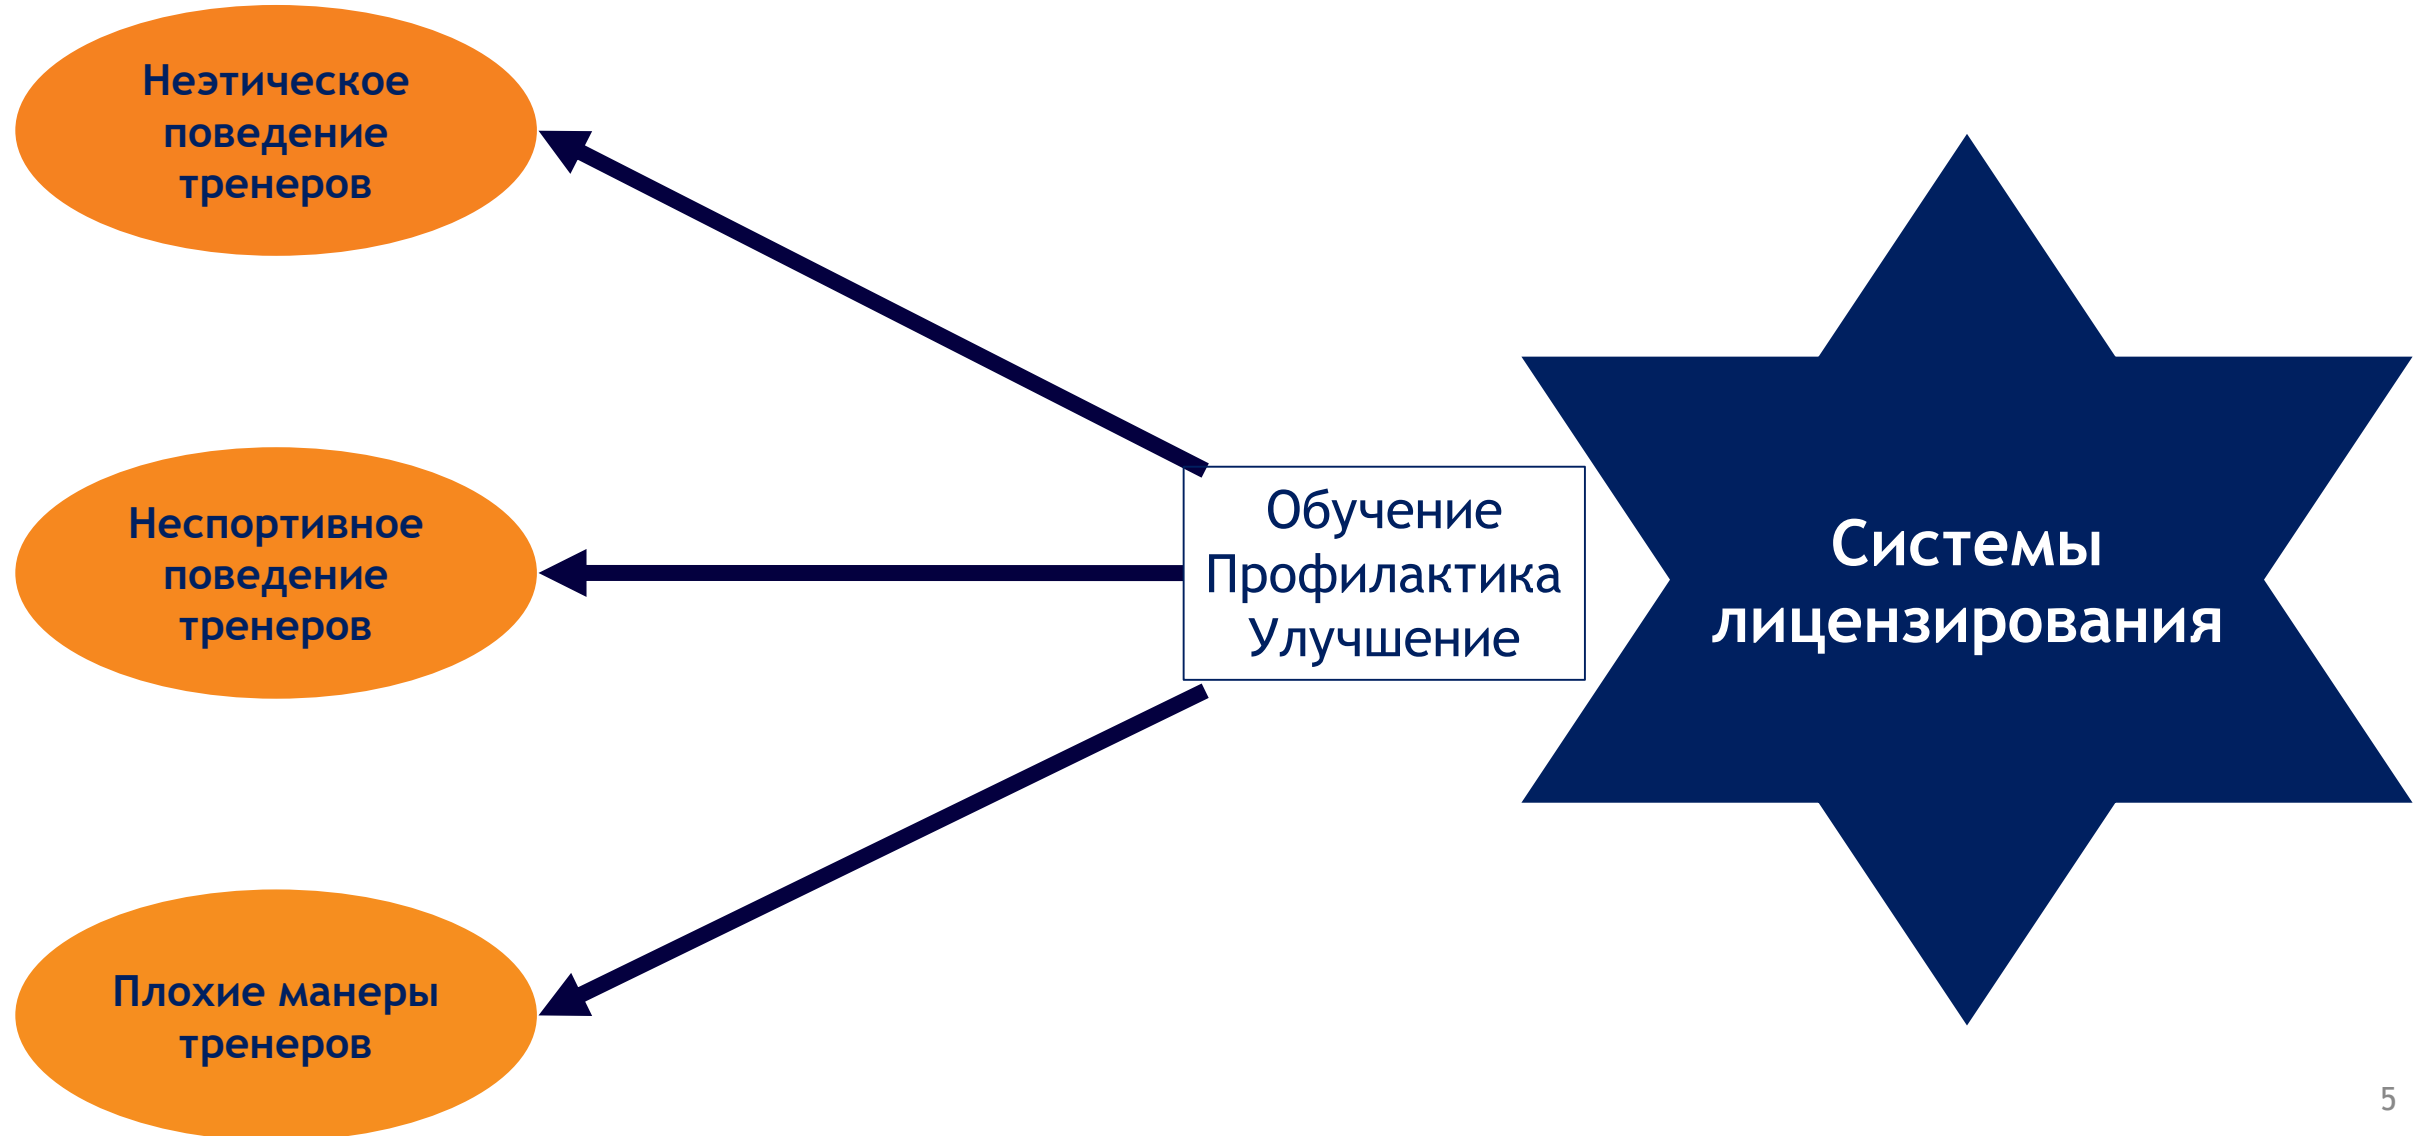 Неэтическое
поведение
тренеров
Неспортивное
поведение
тренеров
Плохие манеры
тренеров
Обучение
Профилактика
Улучшение
Системы
лицензирования
5